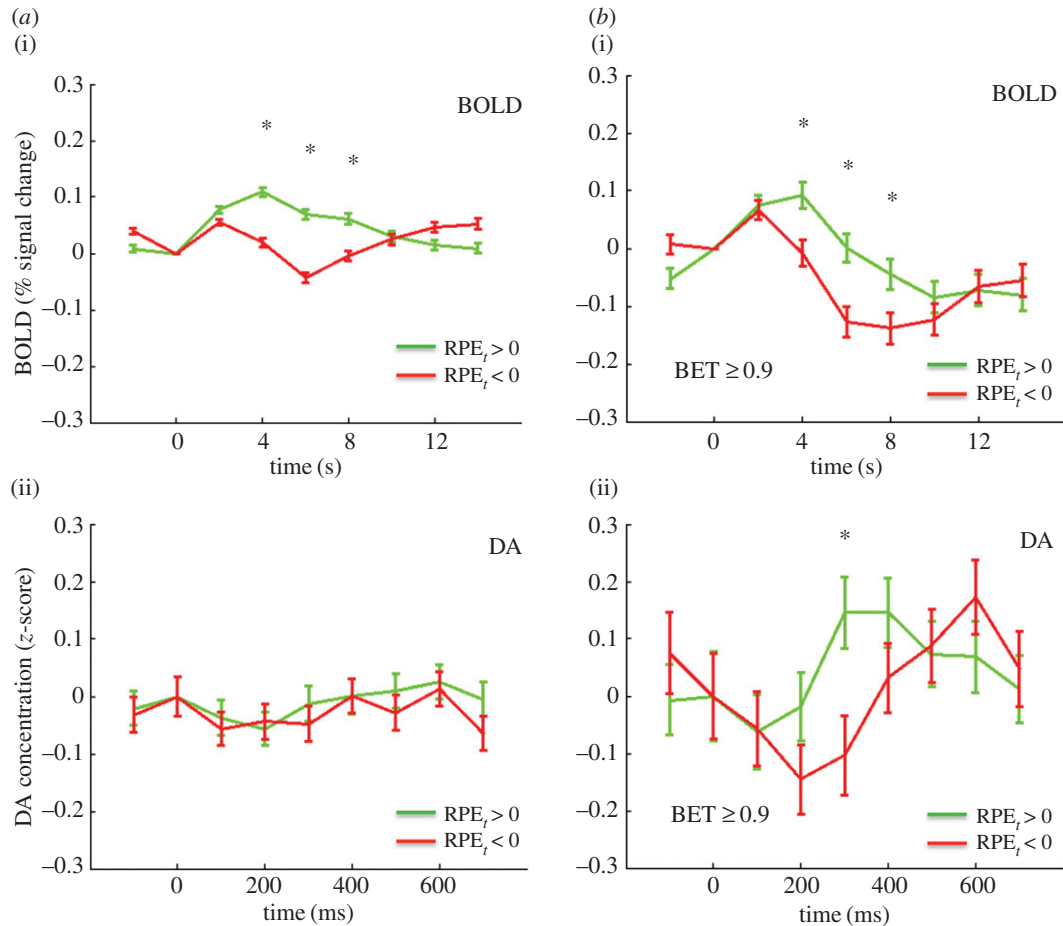 (a)
(i)
BOLD
BOLD (% signal change)
0.3
0.2
0.1
0
−0.1
−0.2
−0.3
*
*
*
RPEt > 0
RPEt < 0
0
4
8
12
time (s)
(b)
(i)
BOLD
0.3
0.2
0.1
0
−0.1
−0.2
−0.3
*
*
*
BET ≥ 0.9
RPEt > 0
RPEt < 0
0
4
8
12
time (s)
(ii)
DA
DA concentration (z-score)
0.3
0.2
0.1
0
−0.1
−0.2
−0.3
RPEt > 0
RPEt < 0
0
200
400
600
time (ms)
(ii)
DA
0.3
0.2
0.1
0
−0.1
−0.2
−0.3
*
BET ≥ 0.9
RPEt > 0
RPEt < 0
0
200
400
600
time (ms)